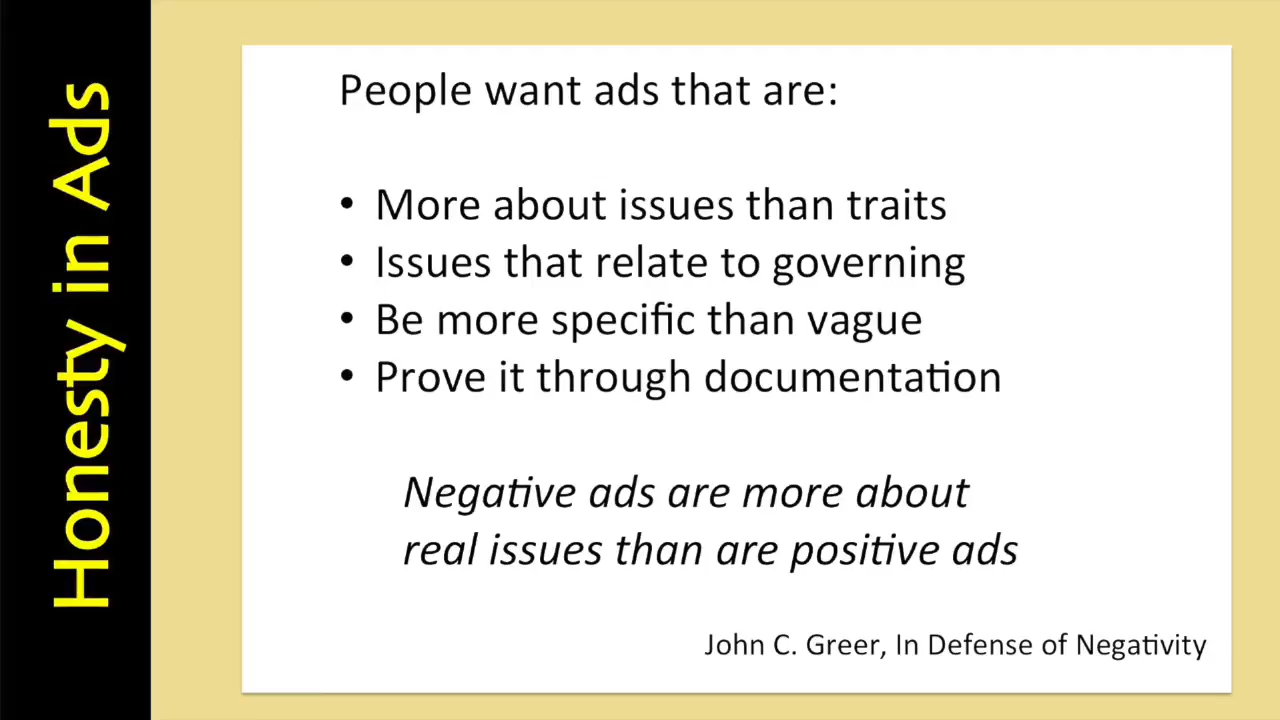 Honesty in Ads
People want ads that are:
• More about issues than traits
• Issues that relate to governing
• Be more specific than vague
• Prove it through documentation
Negative ads are more about
real issues than are positive ads
John C. Greer, In Defense of Negativity